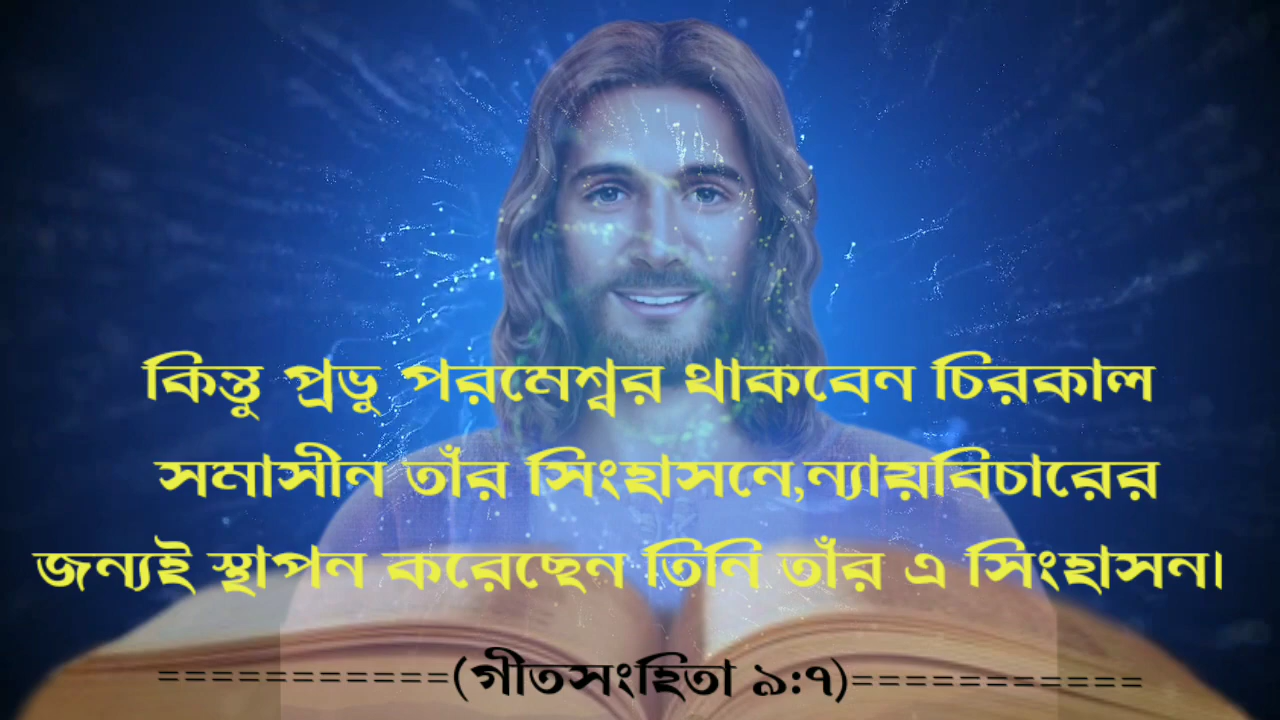 কিন্তু প্রভু পরমেশ্বর থাকবেন চিরকাল
সমাসীন তাঁর সিংহাসনে,ন্যায়বিচারের
জন্যই স্থাপন করেছেন তিনি তাঁর এ সিংহাসন।
===========(গীতসংহিতা ৯:৭)===========